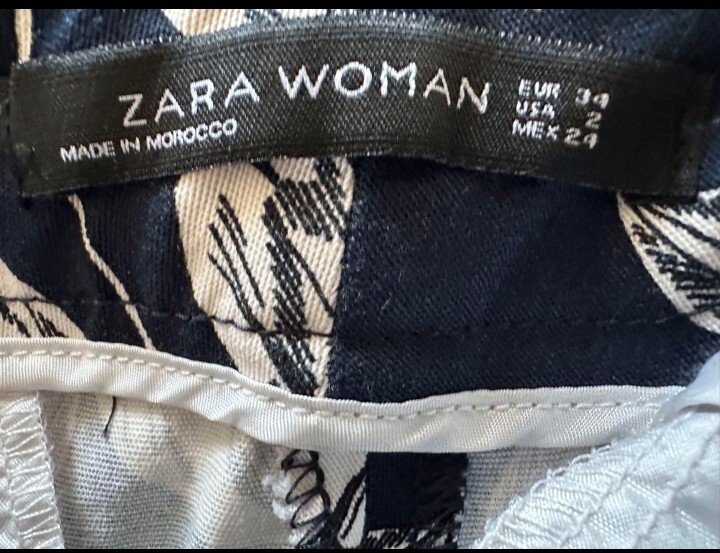 ZARA WOMAN
MADE IN MOROCCO
EUR 34
USA 2
MEX 24